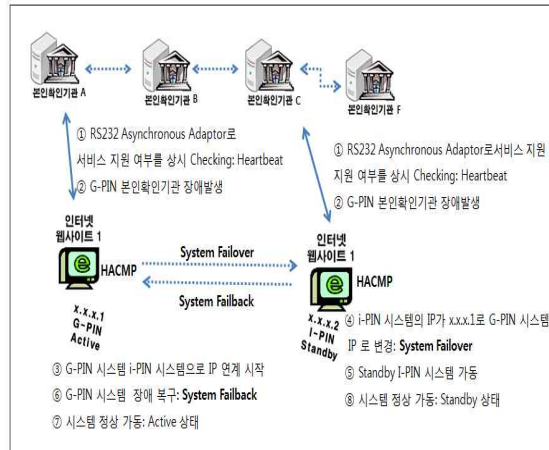 본인확인기관 A
본인확인기관 B
본인확인기관 C
본인확인기관 F
① RS232 Asynchronous Adaptor로
서비스 지원 여부를 상시 Checking: Heartbeat
② G-PIN 본인확인기관 장애발생
① RS232 Asynchronous Adaptor로서비스 지원
지원 여부를 상시 Checking: Heartbeat
② G-PIN 본인확인기관 장애발생
인터넷
웹사이트 1
HACMP
x.x.x.1
G-PIN
Active
System Failover
System Failback
인터넷
웹사이트 1
HACMP
x.x.x.2
I-PIN
Standby
③ G-PIN 시스템 i-PIN 시스템으로 IP 연계 시작
⑥ G-PIN 시스템 장애 복구: System Failback
⑦ 시스템 정상 가동: Active 상태
④ i-PIN 시스템의 IP가 x.x.x.1로 G-PIN 시스템
IP 로 변경: System Failover
⑤ Standby I-PIN 시스템 가동
⑧ 시스템 정상 가동: Standby 상태